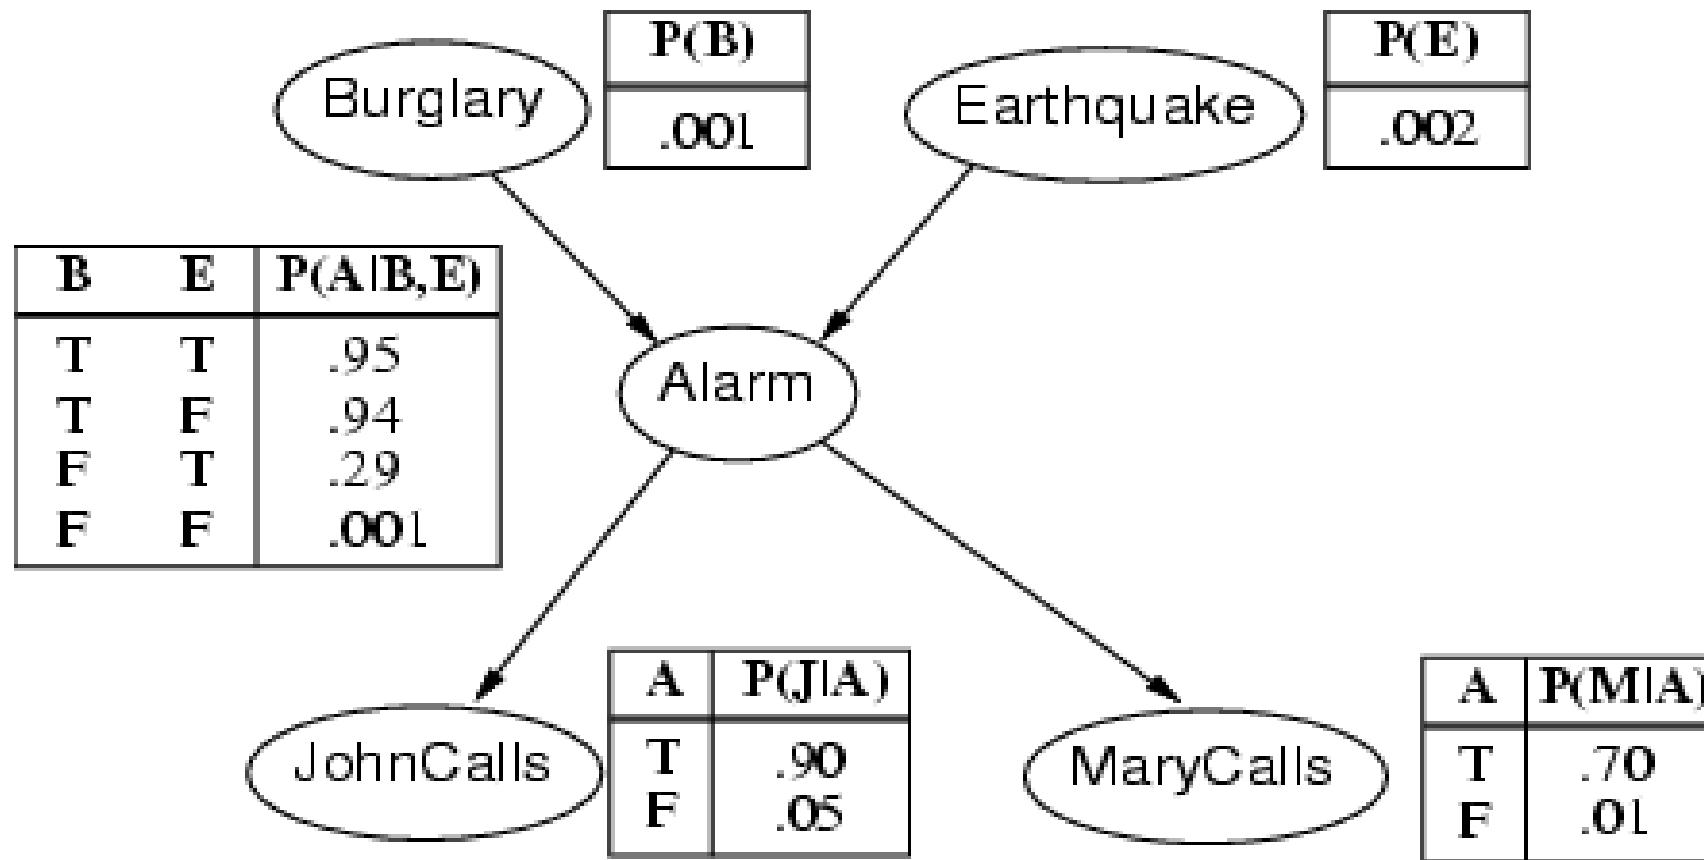 Burglary
P(B)
.001
Earthquake
P(E)
.002
B E P(A|B,E)
T T .95
T F .94
F T .29
F F .001
Alarm
JohnCalls
A P(J|A)
T .90
F .05
MaryCalls
A P(M|A)
T .70
F .01